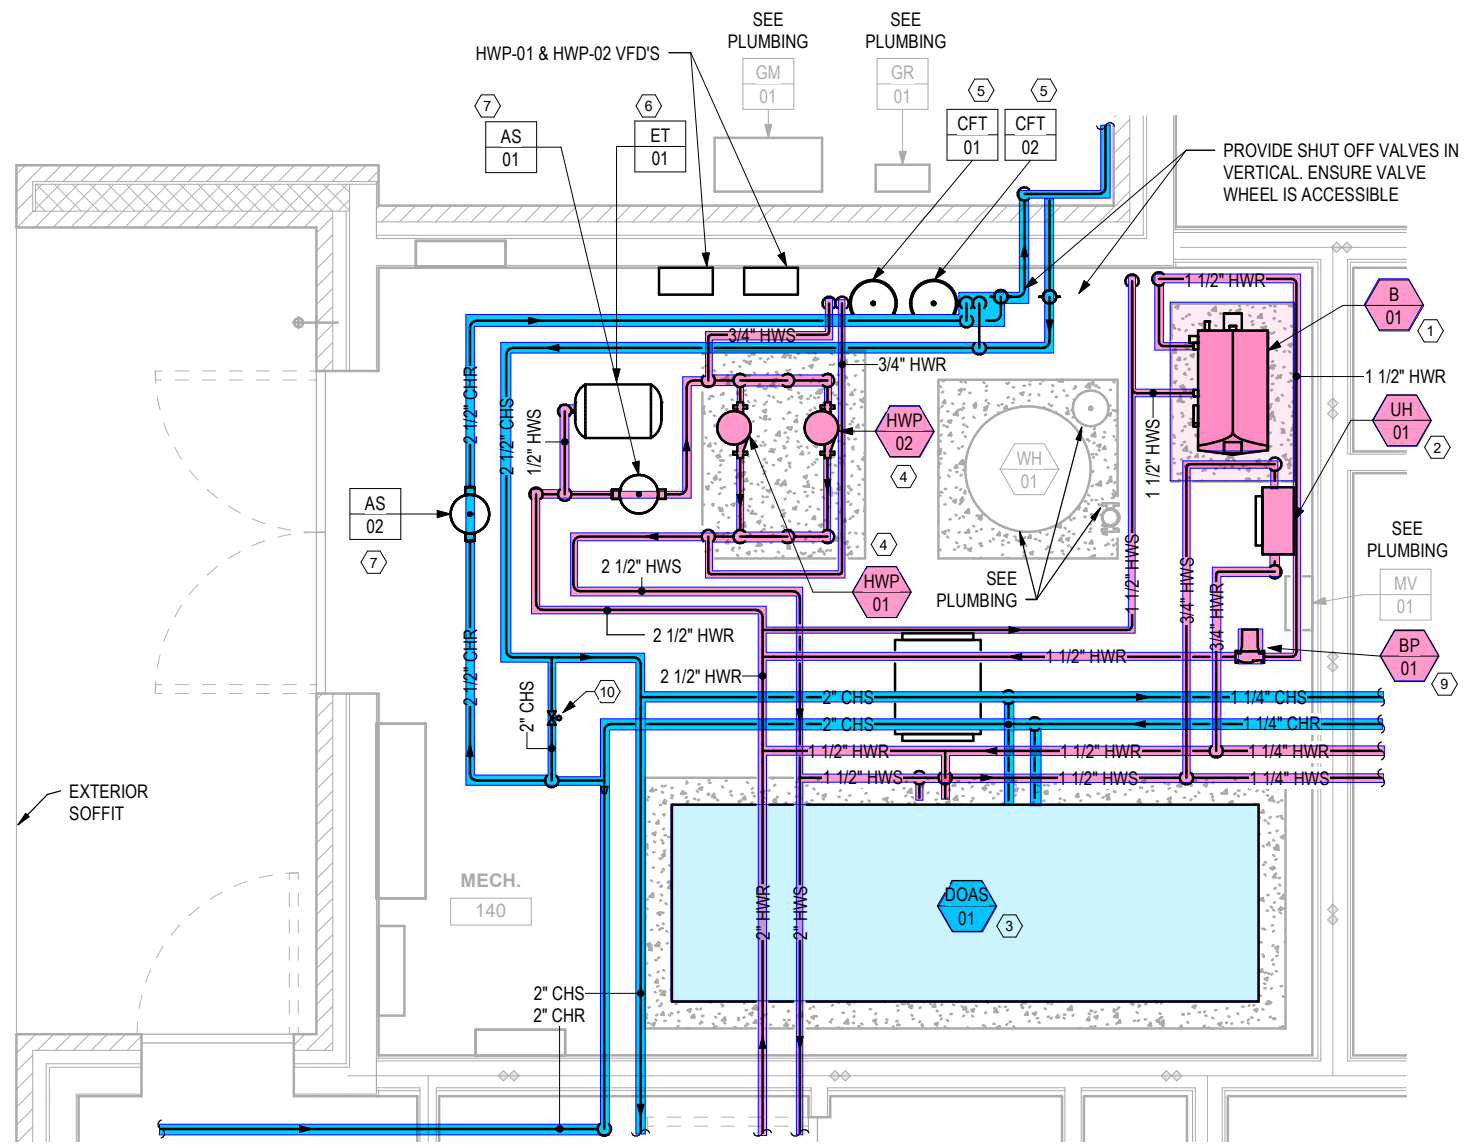 SEE
PLUMBING
SEE
PLUMBING
HWP-01 & HWP-02 VFD'S
GM
01
GR
01
7
AS
01
6
ET
01
5
CFT
01
5
CFT
02
PROVIDE SHUT OFF VALVES IN
VERTICAL. ENSURE VALVE
WHEEL IS ACCESSIBLE
1 1/2" HWR
B
01
1
3/4" HWS
3/4" HWR
1 1/2" HWR
2 1/2" CHR
2 1/2" CHS
1/2" HWS
HWP
02
4
WH
01
1 1/2" HWS
UH
01
2
AS
02
7
4
HWP
01
2 1/2" HWS
SEE
PLUMBING
1 1/2" HWS
3/4" HWS
3/4" HWR
SEE
PLUMBING
MV
01
2 1/2" HWR
2 1/2" CHR
2 1/2" HWR
1 1/2" HWR
BP
01
9
10
2" CHS
2" CHS
1 1/4" CHS
2" CHS
1 1/4" CHR
1 1/2" HWR
1 1/2" HWR
1 1/4" HWR
1 1/2" HWS
1 1/2" HWS
1 1/4" HWS
EXTERIOR
SOFFIT
MECH.
140
DOAS
01
3
2" HWR
2" HWS
2" CHS
2" CHR